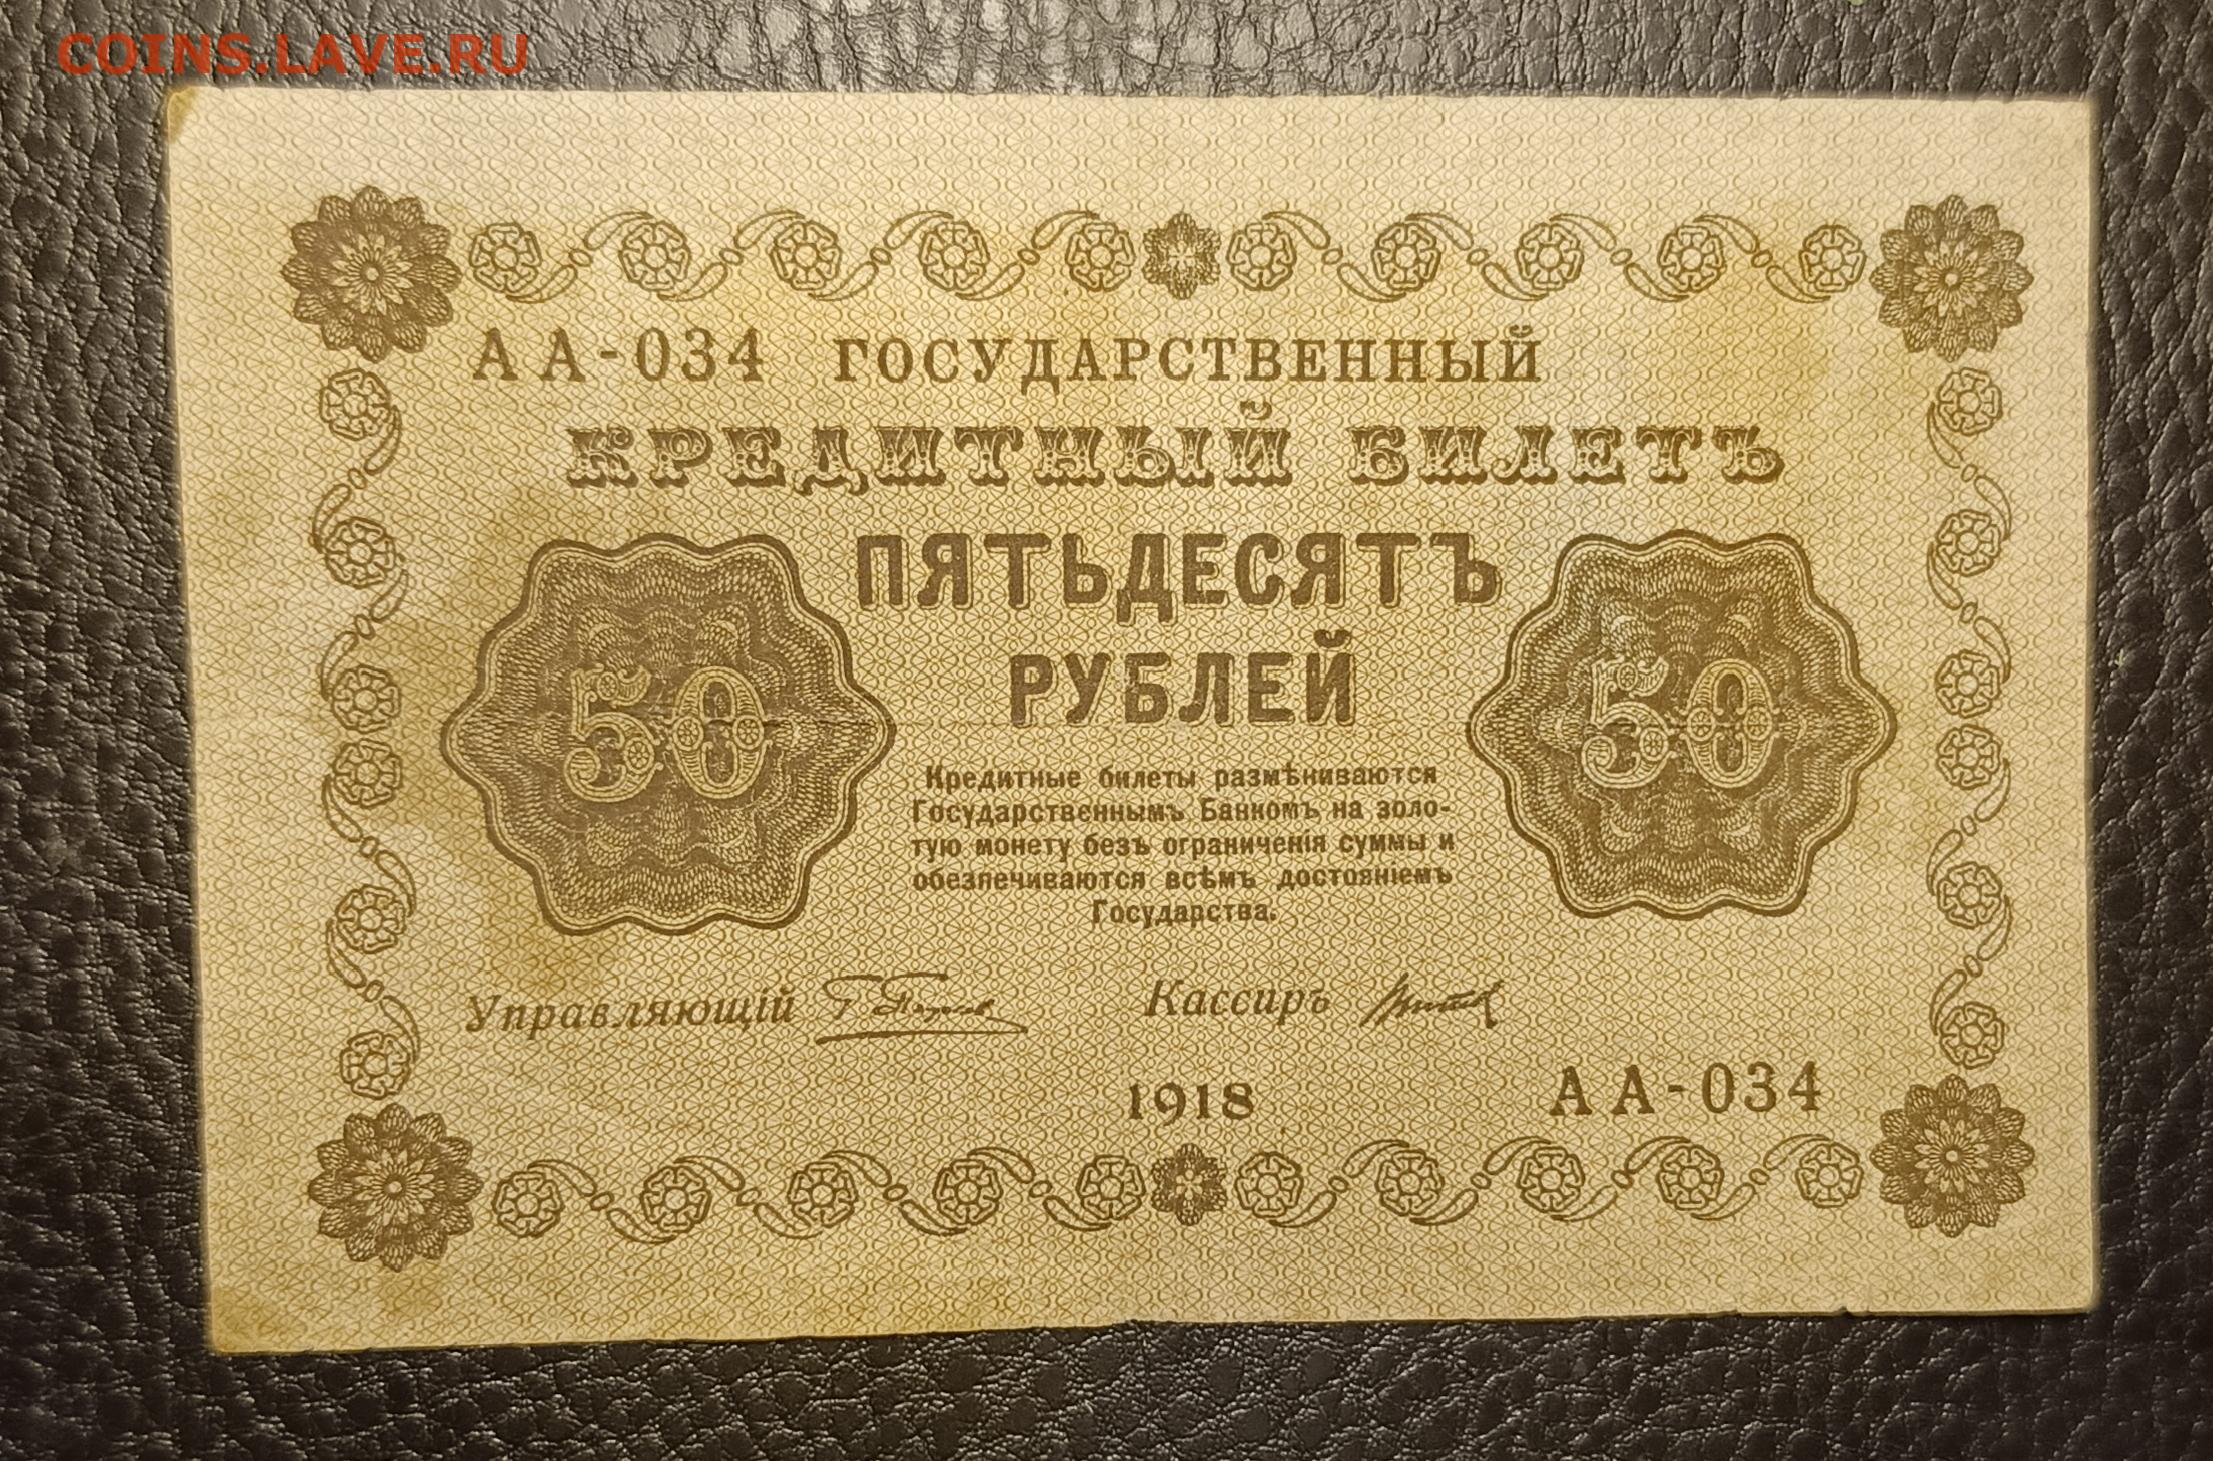 COINS.LAVE.RU
АА-034 ГОСУДАРСТВЕННЫЙ
КРЕДИТНЫЙ БИЛЕТЪ
ПЯТЬДЕСЯТЪ
РУБЛЕЙ
50
50
Кредитные билеты размѣниваются
Государственнымъ Банкомъ на золо-
тую монету безъ ограниченія суммы и
обезпечиваются всѣмъ достояніемъ
Государства.
Управляющій
Кассиръ
1918
АА-034